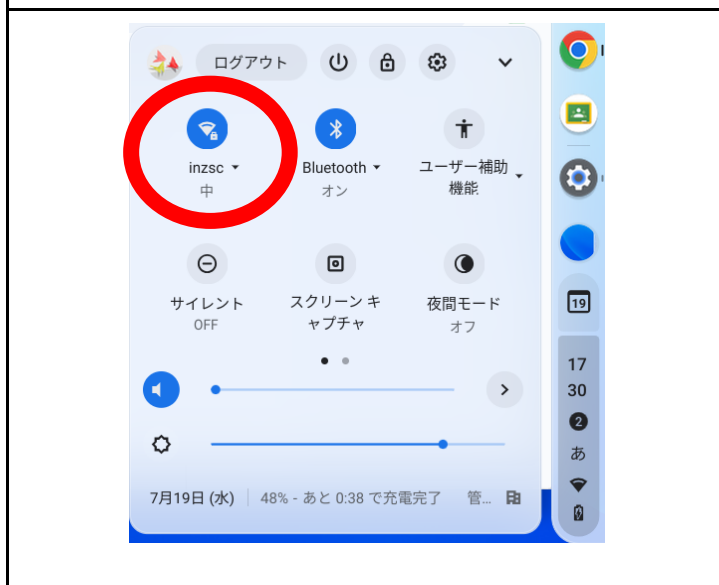 ログアウト
inzsc
中
Bluetooth
オン
ユーザー補助
機能
サイレント
OFF
スクリーン キ
ャプチャ
夜間モード
オフ
7月19日 (水)
48% - あと 0:38 で充電完了
管...
19
17
30
2
あ